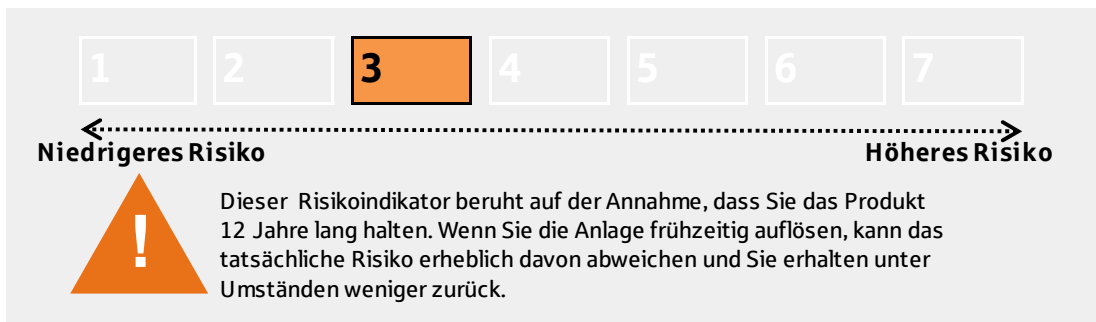 1 2 3 4 5 6 7
Niedrigeres Risiko Höheres Risiko
!
Dieser Risikoindikator beruht auf der Annahme, dass Sie das Produkt
12 Jahre lang halten. Wenn Sie die Anlage frühzeitig auflösen, kann das
tatsächliche Risiko erheblich davon abweichen und Sie erhalten unter
Umständen weniger zurück.